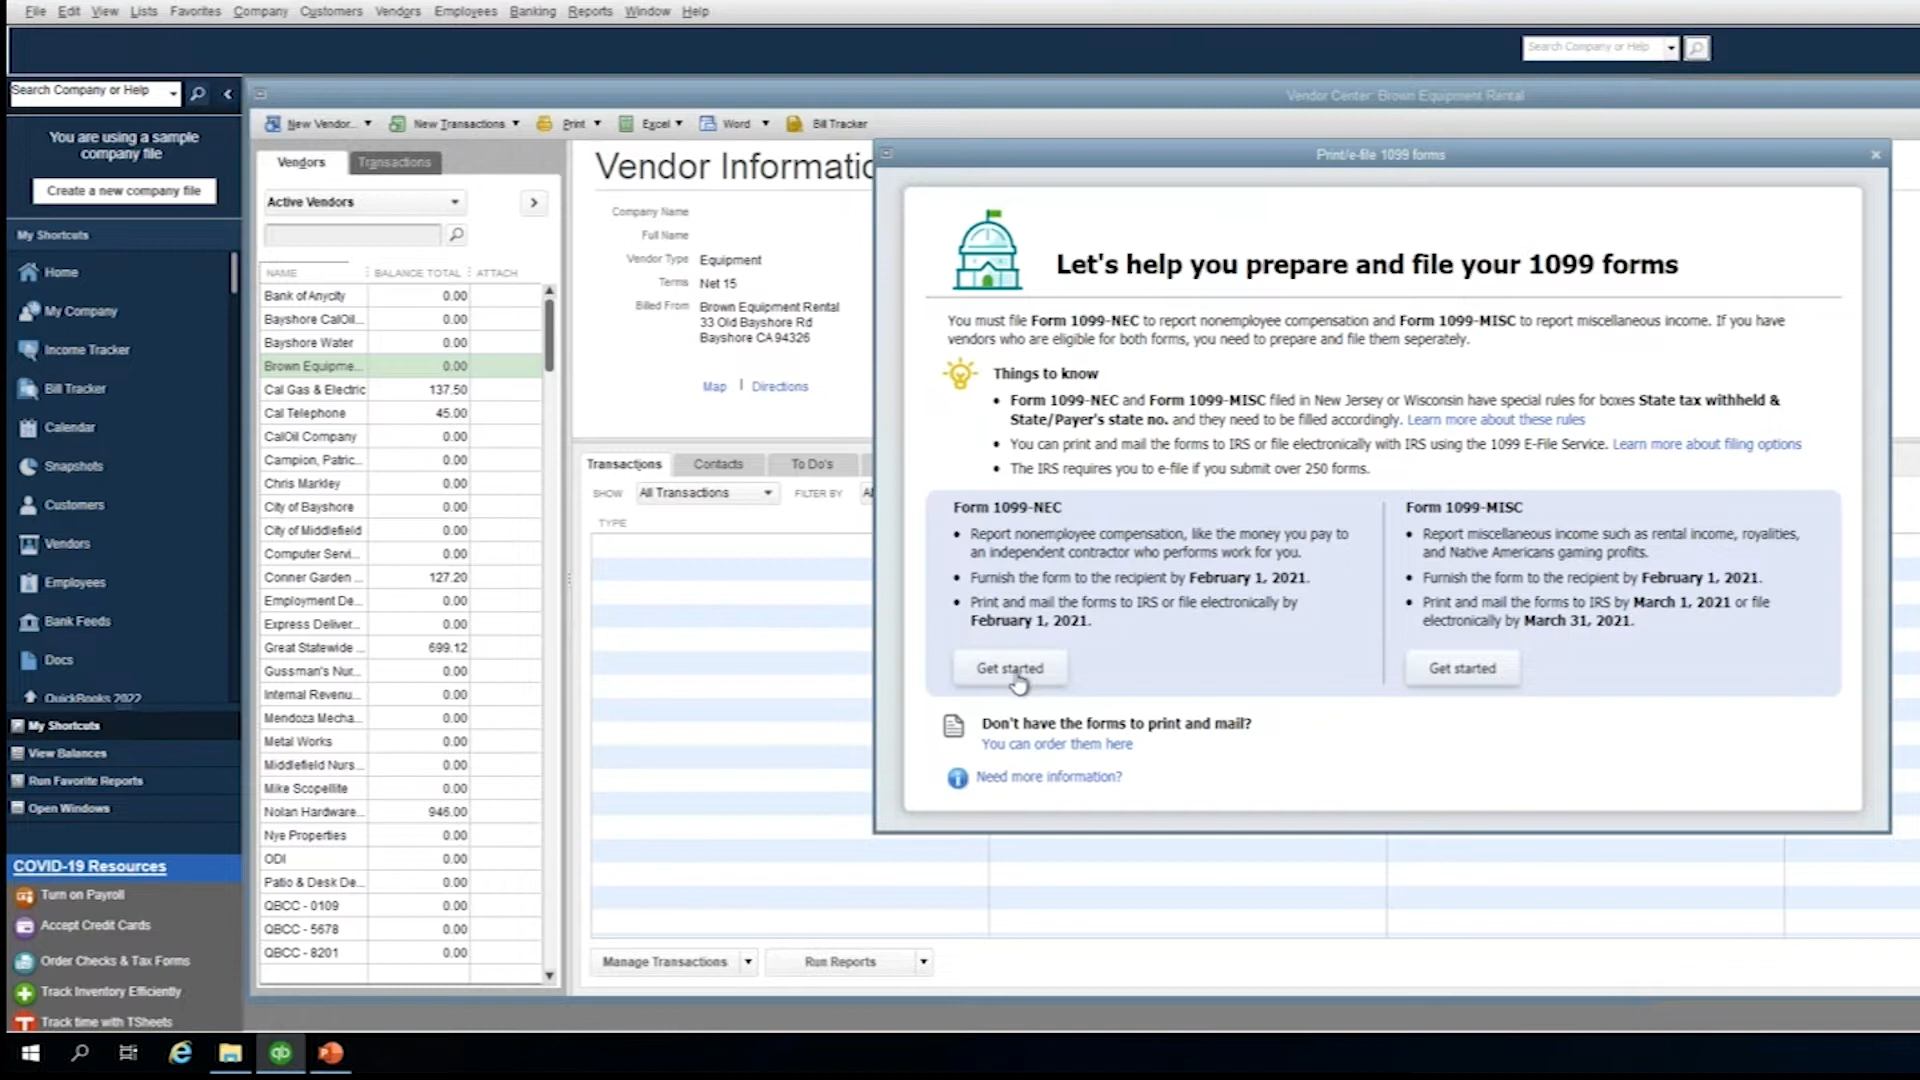 File Edit View Lists Favorites Company Customers Vendors Employees Banking Reports Window Help
Search Company or Help
Search Company or Help
You are using a sample
company file
Create a new company file
My Shortcuts
Home
My Company
Income Tracker
Bill Tracker
Calendar
Snapshots
Customers
Vendors
Employees
Bank Feeds
Docs
QuickBooks 2022
My Shortcuts
View Balances
Run Favorite Reports
Open Windows
COVID-19 Resources
Turn on Payroll
Accept Credit Cards
Order Checks & Tax Forms
Track Inventory Efficiently
Track time with TSheets
Vendor Center: Brown Equipment Rental
New Vendor... New Transactions Print Excel Word Bill Tracker
Vendors Transactions
Active Vendors
NAME BALANCE TOTAL ATTACH
Bank of Anycity 0.00
Bayshore CalOil... 0.00
Bayshore Water 0.00
Brown Equipme... 0.00
Cal Gas & Electric 137.50
Cal Telephone 45.00
CalOil Company 0.00
Campion, Patric... 0.00
Chris Markley 0.00
City of Bayshore 0.00
City of Middlefield 0.00
Computer Servi... 0.00
Conner Garden ... 127.20
Employment De... 0.00
Express Deliver... 0.00
Great Statewide ... 699.12
Gussman's Nur... 0.00
Internal Revenu... 0.00
Mendoza Mecha... 0.00
Metal Works 0.00
Middlefield Nurs... 0.00
Mike Scopellite 0.00
Nolan Hardware... 946.00
Nye Properties 0.00
ODI 0.00
Patio & Desk De... 0.00
QBCC - 0109 0.00
QBCC - 5678 0.00
QBCC - 8201 0.00
Vendor Informatio
Company Name
Full Name
Vendor Type Equipment
Terms Net 15
Billed From Brown Equipment Rental
33 Old Bayshore Rd
Bayshore CA 94326
Map | Directions
Transactions Contacts To Do's
SHOW All Transactions FILTER BY Al
TYPE
Manage Transactions Run Reports
Print/e-file 1099 forms
Let's help you prepare and file your 1099 forms
You must file Form 1099-NEC to report nonemployee compensation and Form 1099-MISC to report miscellaneous income. If you have
vendors who are eligible for both forms, you need to prepare and file them seperately.
Things to know
• Form 1099-NEC and Form 1099-MISC filed in New Jersey or Wisconsin have special rules for boxes State tax withheld &
State/Payer's state no. and they need to be filled accordingly. Learn more about these rules
• You can print and mail the forms to IRS or file electronically with IRS using the 1099 E-File Service. Learn more about filing options
• The IRS requires you to e-file if you submit over 250 forms.
Form 1099-NEC
• Report nonemployee compensation, like the money you pay to
an independent contractor who performs work for you.
• Furnish the form to the recipient by February 1, 2021.
• Print and mail the forms to IRS or file electronically by
February 1, 2021.
Get started
Form 1099-MISC
• Report miscellaneous income such as rental income, royalities,
and Native Americans gaming profits.
• Furnish the form to the recipient by February 1, 2021.
• Print and mail the forms to IRS by March 1, 2021 or file
electronically by March 31, 2021.
Get started
Don't have the forms to print and mail?
You can order them here
Need more information?